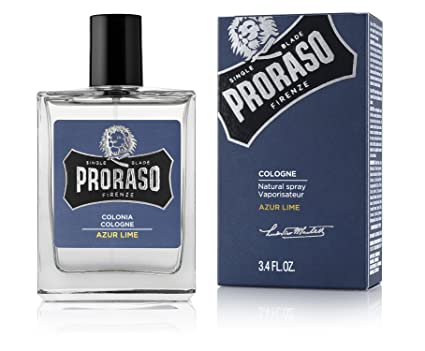 SINGLE BLADE
PRORASO
FIRENZE
COLONIA
COLOGNE
AZUR LIME
SINGLE BLADE
PRORASO
FIRENZE
COLOGNE
Natural spray
Vaporisateur
AZUR LIME
3.4 FL.OZ.